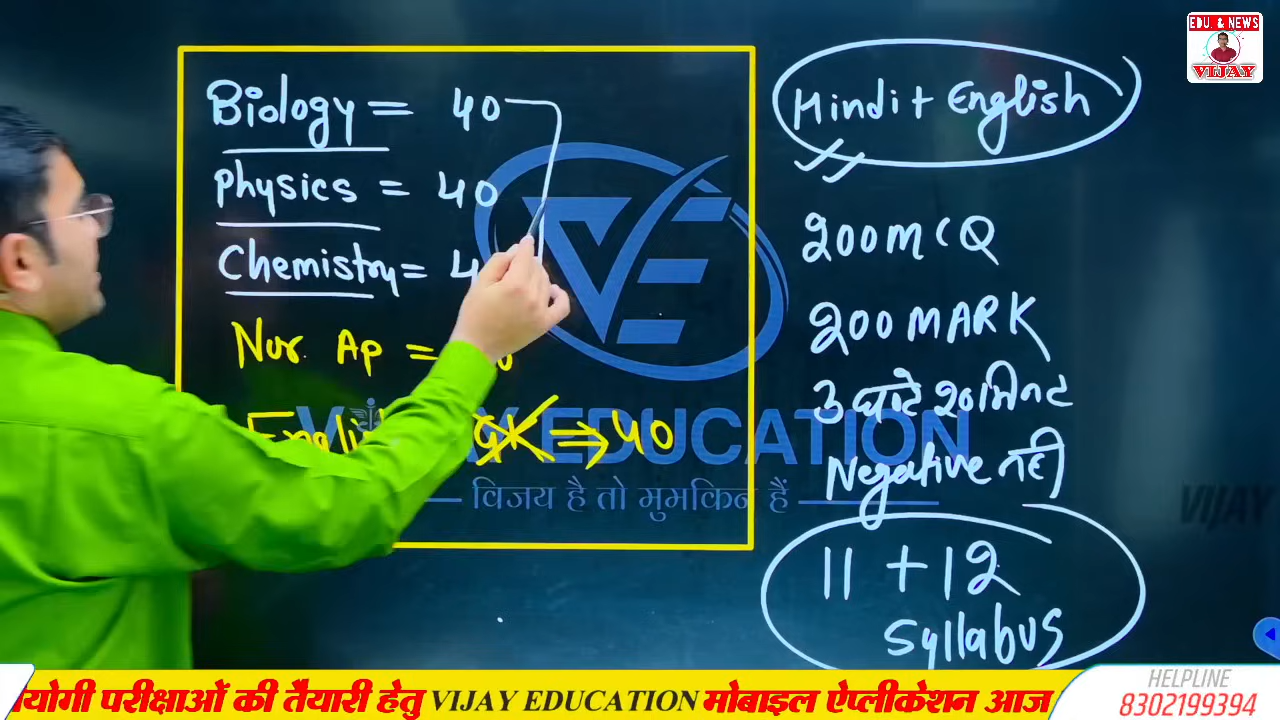 EDU. & NEWS
VIJAY
Biology = 40
Physics = 40
Chemistry = 4
Nur. Ap =
GK ⇒ 40
Hindi + English
200 MCQ
200 MARK
3 घण्टे 20 मिनट
Negative नही
11 + 12
Syllabus
VIJAY EDUCATION
विजय है तो मुमकिन हैं
VIJAY
योगी परीक्षाओं की तैयारी हेतु VIJAY EDUCATION मोबाइल ऐप्लीकेशन आज
HELPLINE
8302199394